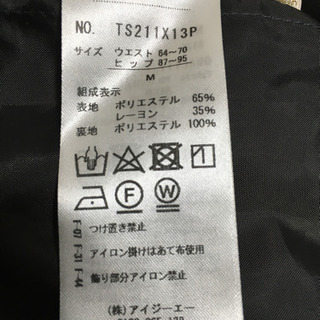 NO. TS211X13P
サイズ ウエスト 64~70
ヒップ 87~95
M
組成表示
表地 ポリエステル 65%
レーヨン 35%
裏地 ポリエステル 100%
F W
F-07 F-31 F-44
つけ置き禁止
アイロン掛けはあて布使用
飾り部分アイロン禁止
(株)アイジーエー